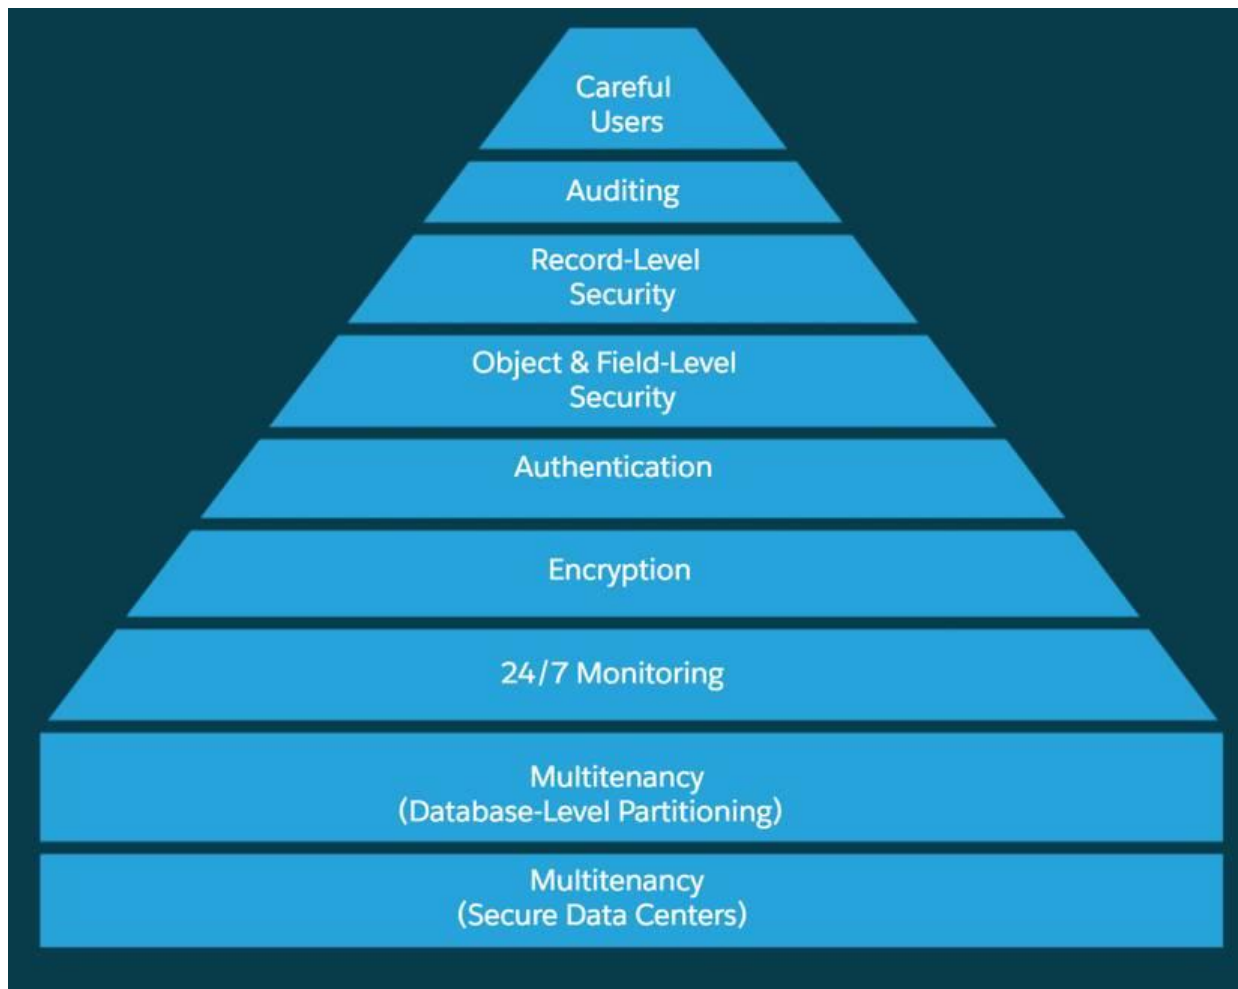 Careful
Users
Auditing
Record-Level
Security
Object & Field-Level
Security
Authentication
Encryption
24/7 Monitoring
Multitenancy
(Database-Level Partitioning)
Multitenancy
(Secure Data Centers)